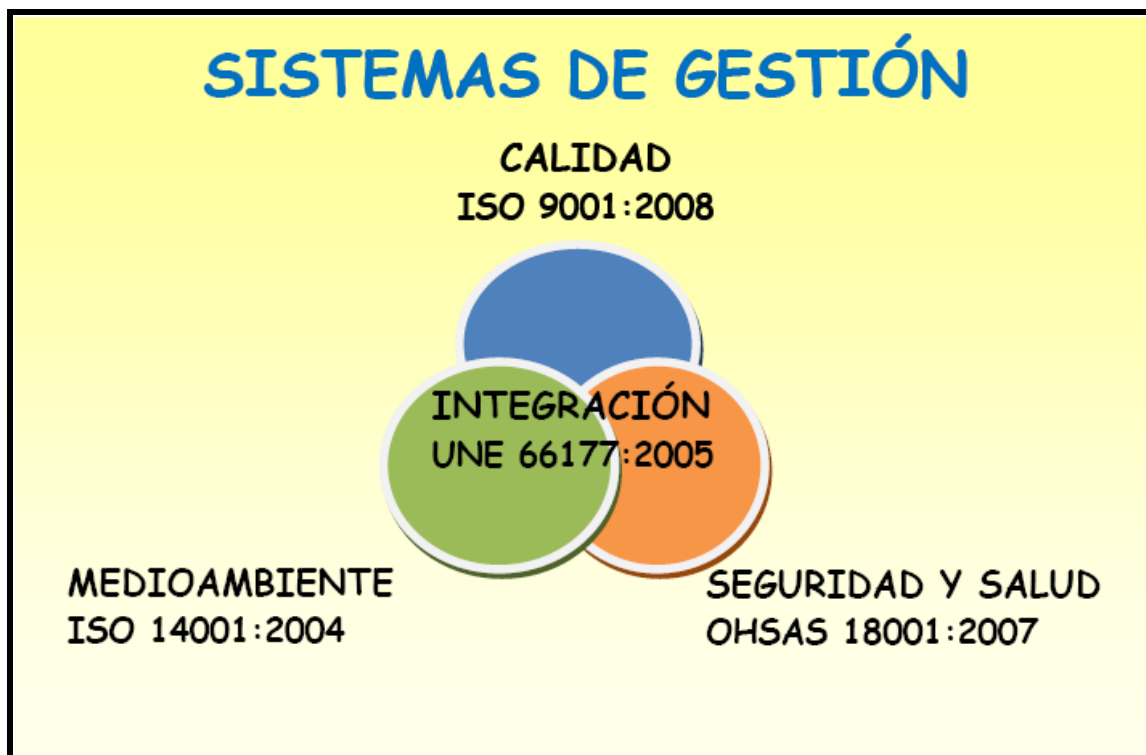 SISTEMAS DE GESTIÓN
CALIDAD
ISO 9001:2008
INTEGRACIÓN
UNE 66177:2005
MEDIOAMBIENTE
ISO 14001:2004
SEGURIDAD Y SALUD
OHSAS 18001:2007